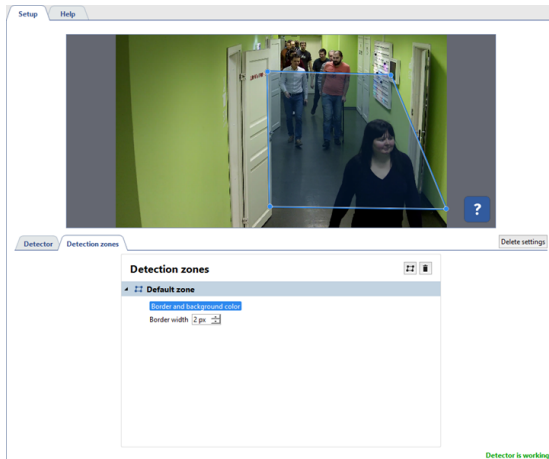 Setup Help
?
Detector Detection zones Delete settings
Detection zones
Default zone
Border and background color
Border width 2 px
Detector is working